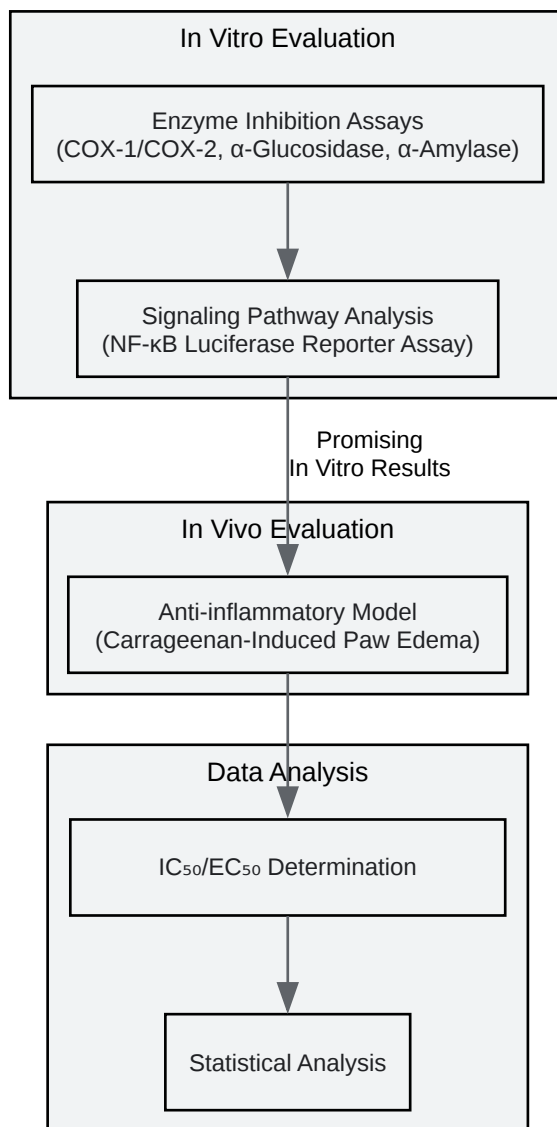 In Vitro Evaluation
Enzyme Inhibition Assays
(COX-1/COX-2, α-Glucosidase, α-Amylase)
Signaling Pathway Analysis
(NF-κB Luciferase Reporter Assay)
Promising
In Vitro Results
In Vivo Evaluation
Anti-inflammatory Model
(Carrageenan-Induced Paw Edema)
Data Analysis
IC₅₀/EC₅₀ Determination
Statistical Analysis